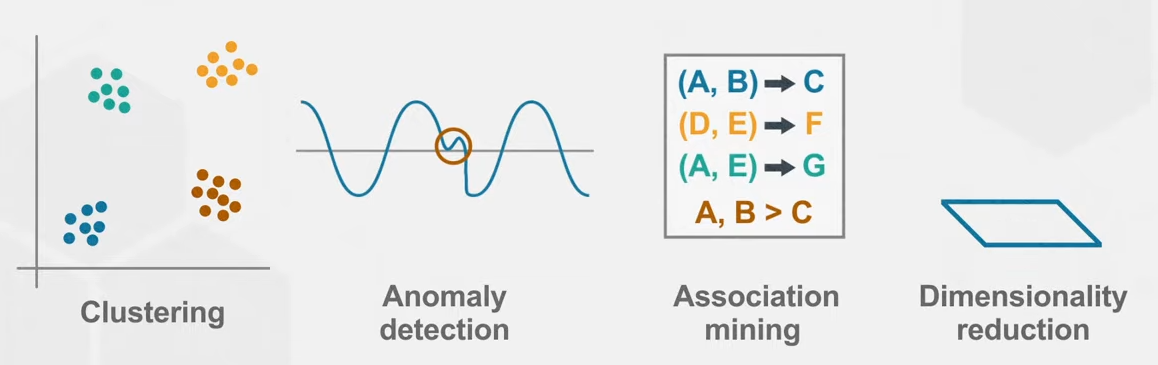 (A, B) → C
(D, E) → F
(A, E) → G
A, B > C
Clustering
Anomaly
detection
Association
mining
Dimensionality
reduction